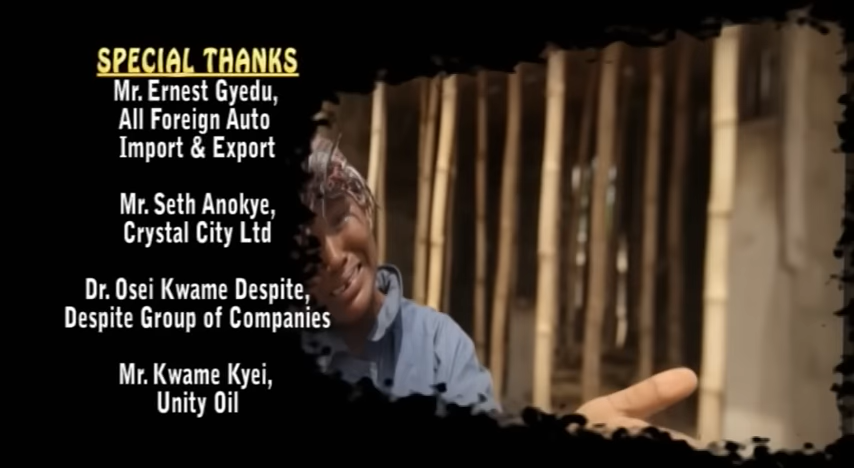 SPECIAL THANKS
Mr. Ernest Gyedu,
All Foreign Auto
Import & Export
Mr. Seth Anokye,
Crystal City Ltd
Dr. Osei Kwame Despite,
Despite Group of Companies
Mr. Kwame Kyei,
Unity Oil